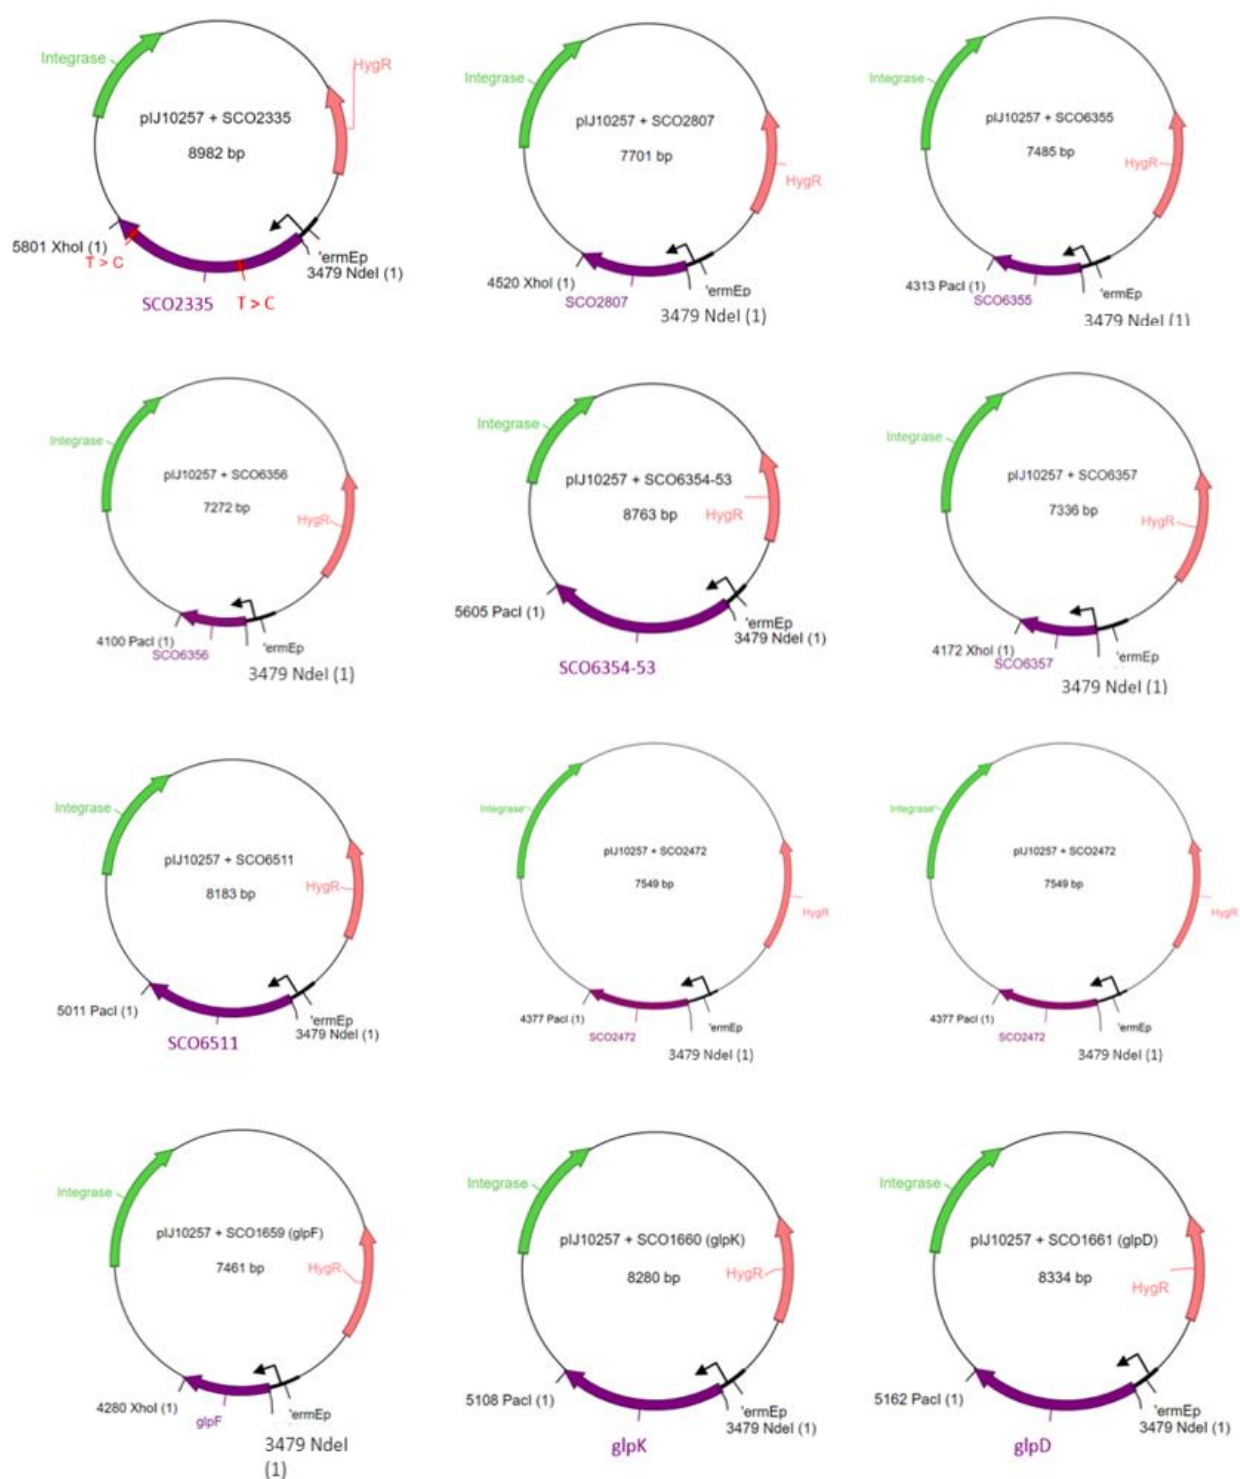 Integrase
HygR
pIJ10257 + SCO2335
8982 bp
5801 XhoI (1)
T > C
'ermEp
3479 NdeI (1)
SCO2335
T > C
Integrase
pIJ10257 + SCO2807
7701 bp
HygR
4520 XhoI (1)
SCO2807
'ermEp
3479 NdeI (1)
Integrase
pIJ10257 + SCO6355
7485 bp
HygR
4313 PacI (1)
SCO6355
'ermEp
3479 NdeI (1)
Integrase
pIJ10257 + SCO6356
7272 bp
HygR
4100 PacI (1)
SCO6356
'ermEp
3479 NdeI (1)
Integrase
pIJ10257 + SCO6354-53
8763 bp
HygR
5605 PacI (1)
'ermEp
3479 NdeI (1)
SCO6354-53
Integrase
pIJ10257 + SCO6357
7336 bp
HygR
4172 XhoI (1)
SCO6357
'ermEp
3479 NdeI (1)
Integrase
pIJ10257 + SCO6511
8183 bp
HygR
5011 PacI (1)
'ermEp
3479 NdeI (1)
SCO6511
Integrase
pIJ10257 + SCO2472
7549 bp
HygR
4377 PacI (1)
SCO2472
'ermEp
3479 NdeI (1)
Integrase
pIJ10257 + SCO2472
7549 bp
HygR
4377 PacI (1)
SCO2472
'ermEp
3479 NdeI (1)
Integrase
pIJ10257 + SCO1659 (glpF)
7461 bp
HygR
4280 XhoI (1)
glpF
'ermEp
3479 NdeI
(1)
Integrase
pIJ10257 + SCO1660 (glpK)
8280 bp
HygR
5108 PacI (1)
'ermEp
3479 NdeI (1)
glpK
Integrase
pIJ10257 + SCO1661 (glpD)
8334 bp
HygR
5162 PacI (1)
'ermEp
3479 NdeI (1)
glpD